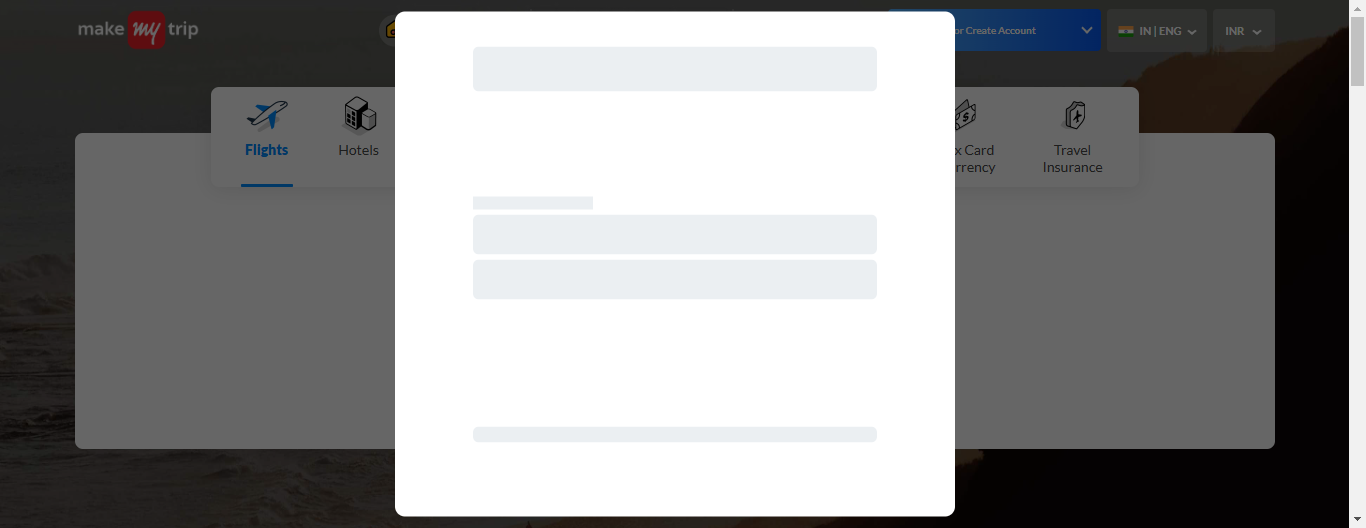 make my trip
or Create Account
IN | ENG
INR
Flights
Hotels
x Card
rrency
Travel
Insurance